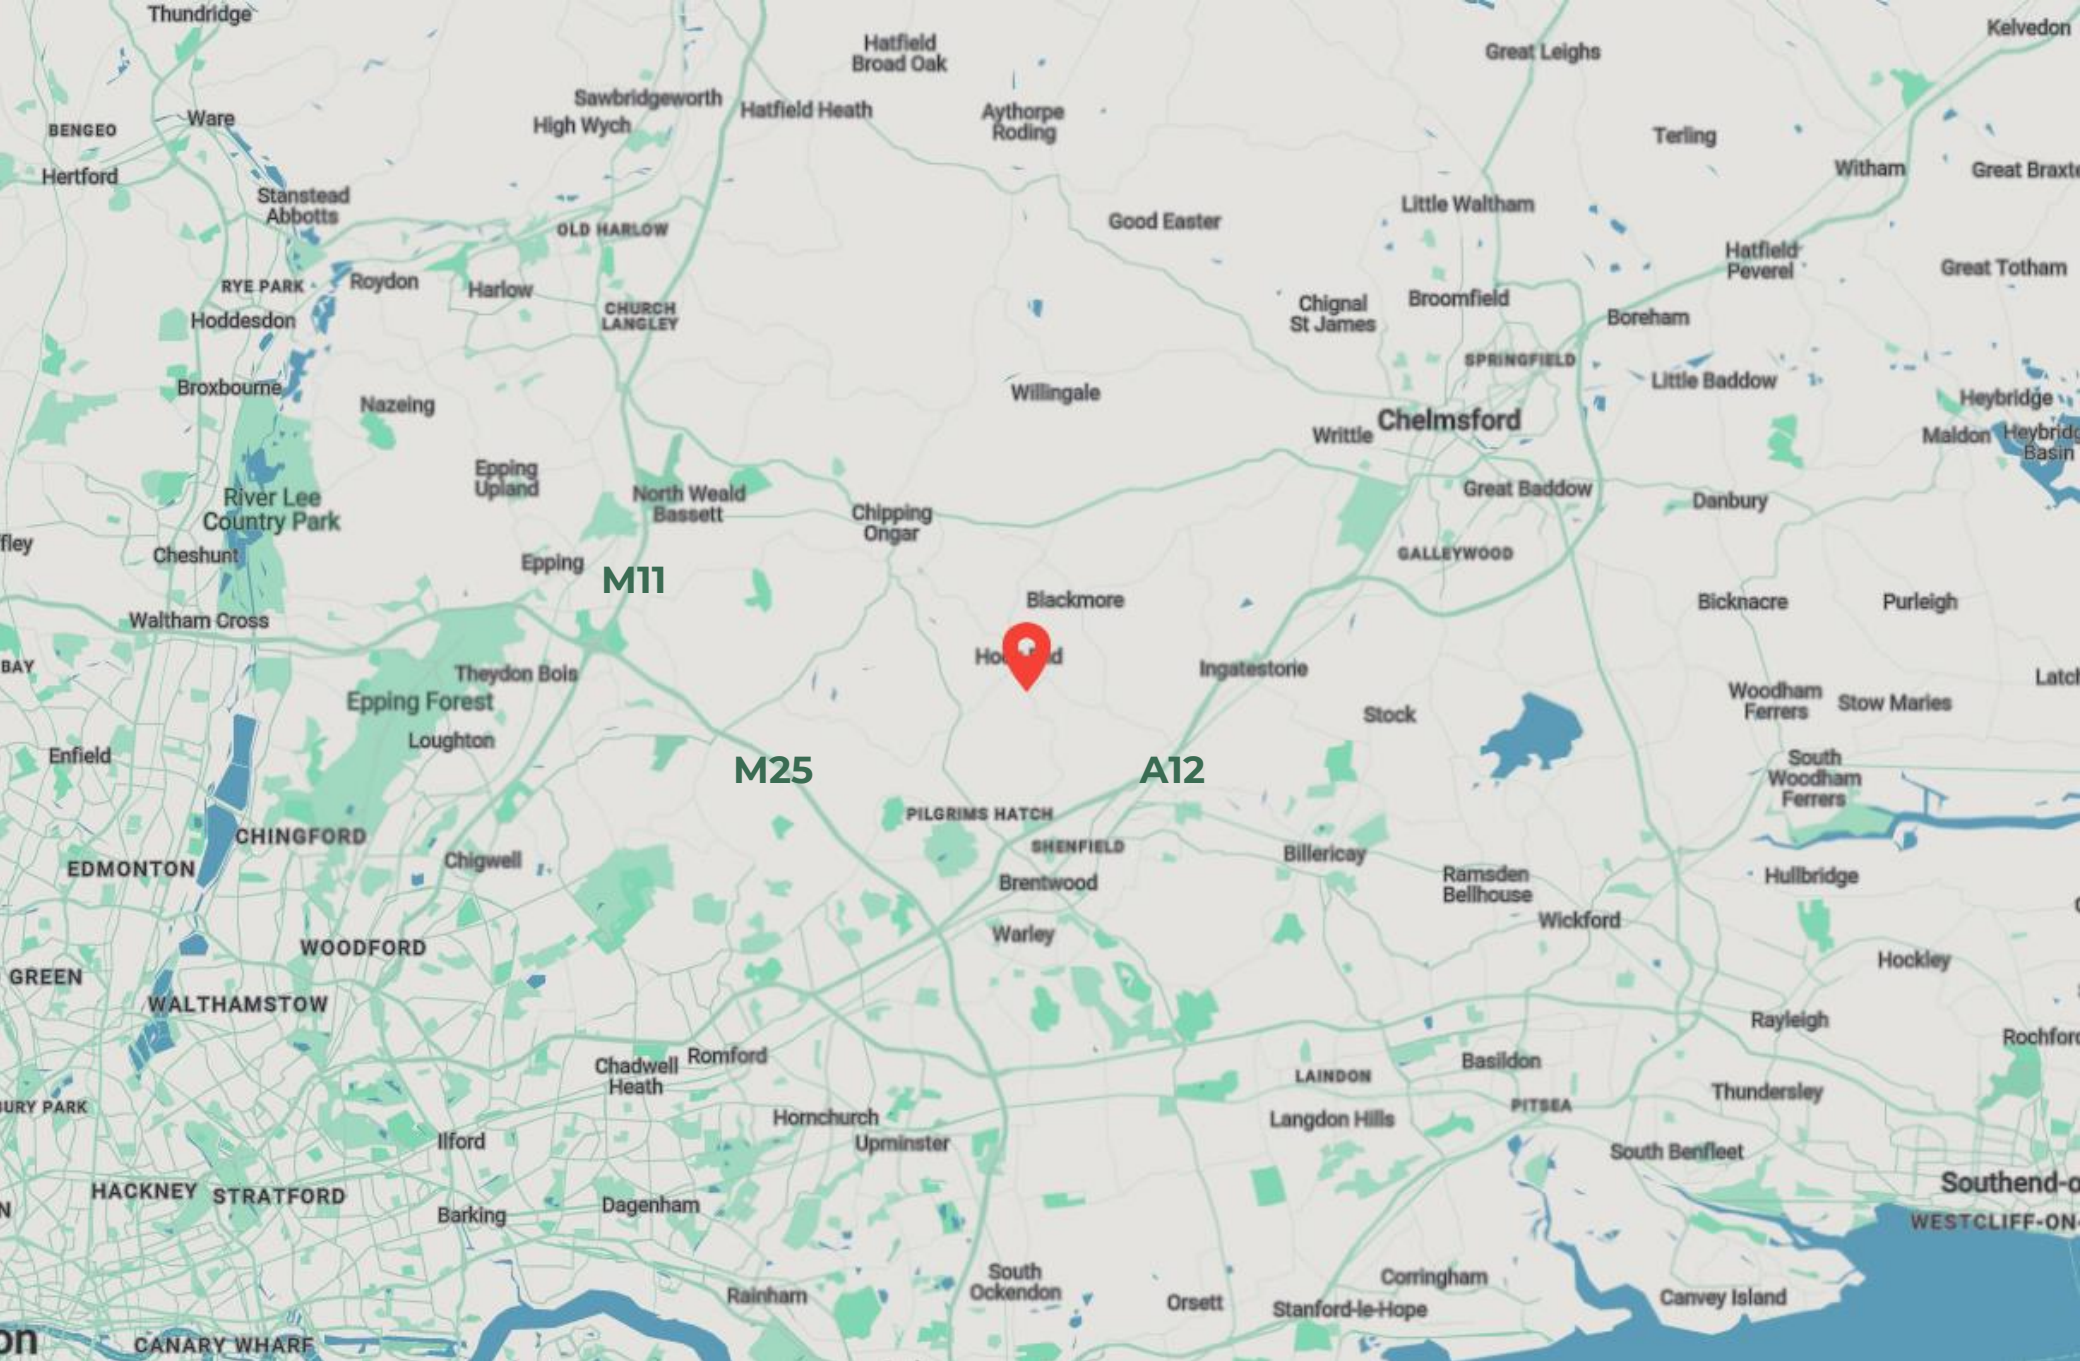 Thundridge
Kelvedon
Hatfield
Broad Oak
Great Leighs
Sawbridgeworth
Hatfield Heath
Aythorpe
Roding
Ware
High Wych
BENGEO
Terling
Hertford
Witham
Great Braxte
Stanstead
Abbotts
Little Waltham
Good Easter
OLD HARLOW
Hatfield
Peverel
Great Totham
RYE PARK
Roydon
Harlow
Chignal
St James
Broomfield
CHURCH
LANGLEY
Hoddesdon
Boreham
SPRINGFIELD
Broxbourne
Little Baddow
Willingale
Heybridge
Nazeing
Chelmsford
Writtle
Maldon
Heybridg
Basin
Epping
Upland
North Weald
Bassett
Great Baddow
River Lee
Country Park
Danbury
Chipping
Ongar
ffley
Cheshunt
GALLEYWOOD
Epping
M11
Blackmore
Bicknacre
Purleigh
Waltham Cross
BAY
Theydon Bois
Ingatestone
Latch
Epping Forest
Woodham
Ferrers
Stow Maries
Stock
Loughton
Enfield
M25
A12
South
Woodham
Ferrers
PILGRIMS HATCH
CHINGFORD
SHENFIELD
Billericay
Chigwell
EDMONTON
Brentwood
Ramsden
Bellhouse
Hullbridge
Wickford
Warley
WOODFORD
Hockley
GREEN
WALTHAMSTOW
Rayleigh
Rochford
Romford
Chadwell
Heath
Basildon
LAINDON
Thundersley
BURY PARK
PITSEA
Hornchurch
Langdon Hills
Ilford
Upminster
South Benfleet
HACKNEY
STRATFORD
Southend-o
Dagenham
Barking
WESTCLIFF-ON-
South
Ockendon
Corringham
Rainham
Orsett
Stanford-le-Hope
Canvey Island
on
CANARY WHARF